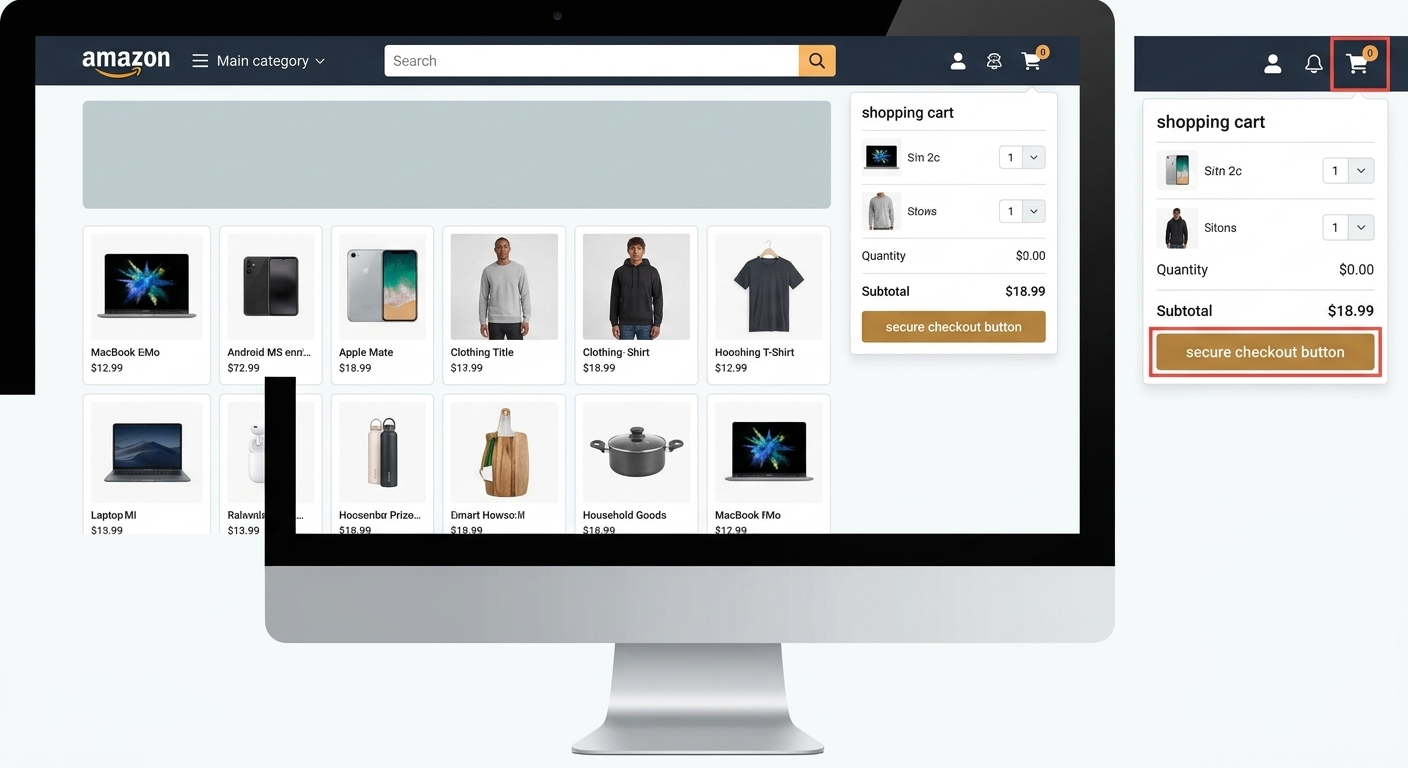 amazon
Main category
Search
0
shopping cart
Sin 2c
1
Stows
1
Quantity
$0.00
Subtotal
$18.99
secure checkout button
MacBook EMo
$12.99
Android MS enn'...
$72.99
Apple Mate
$18.99
Clothing Title
$13.99
Clothing- Shirt
$18.99
Hooching T-Shirt
$12.99
Laptop MI
$13.99
$13.99
$18.99
$18.99
Household Goods
$18.99
MacBook FMo
$12.99
0
shopping cart
Sitn 2c
1
Sitons
1
Quantity
$0.00
Subtotal
$18.99
secure checkout button